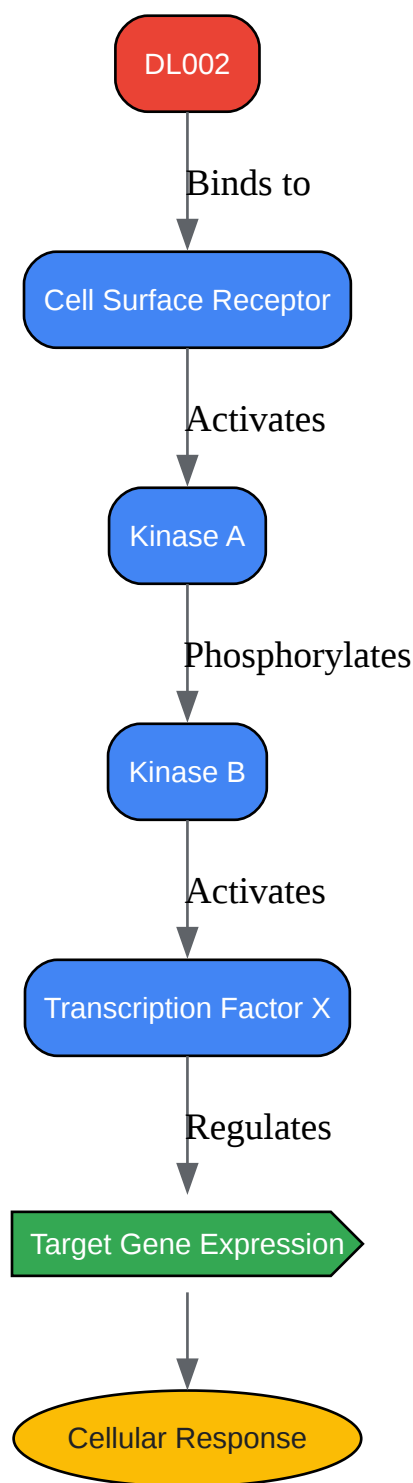 DL002
Binds to
Cell Surface Receptor
Activates
Kinase A
Phosphorylates
Kinase B
Activates
Transcription Factor X
Regulates
Target Gene Expression
Cellular Response